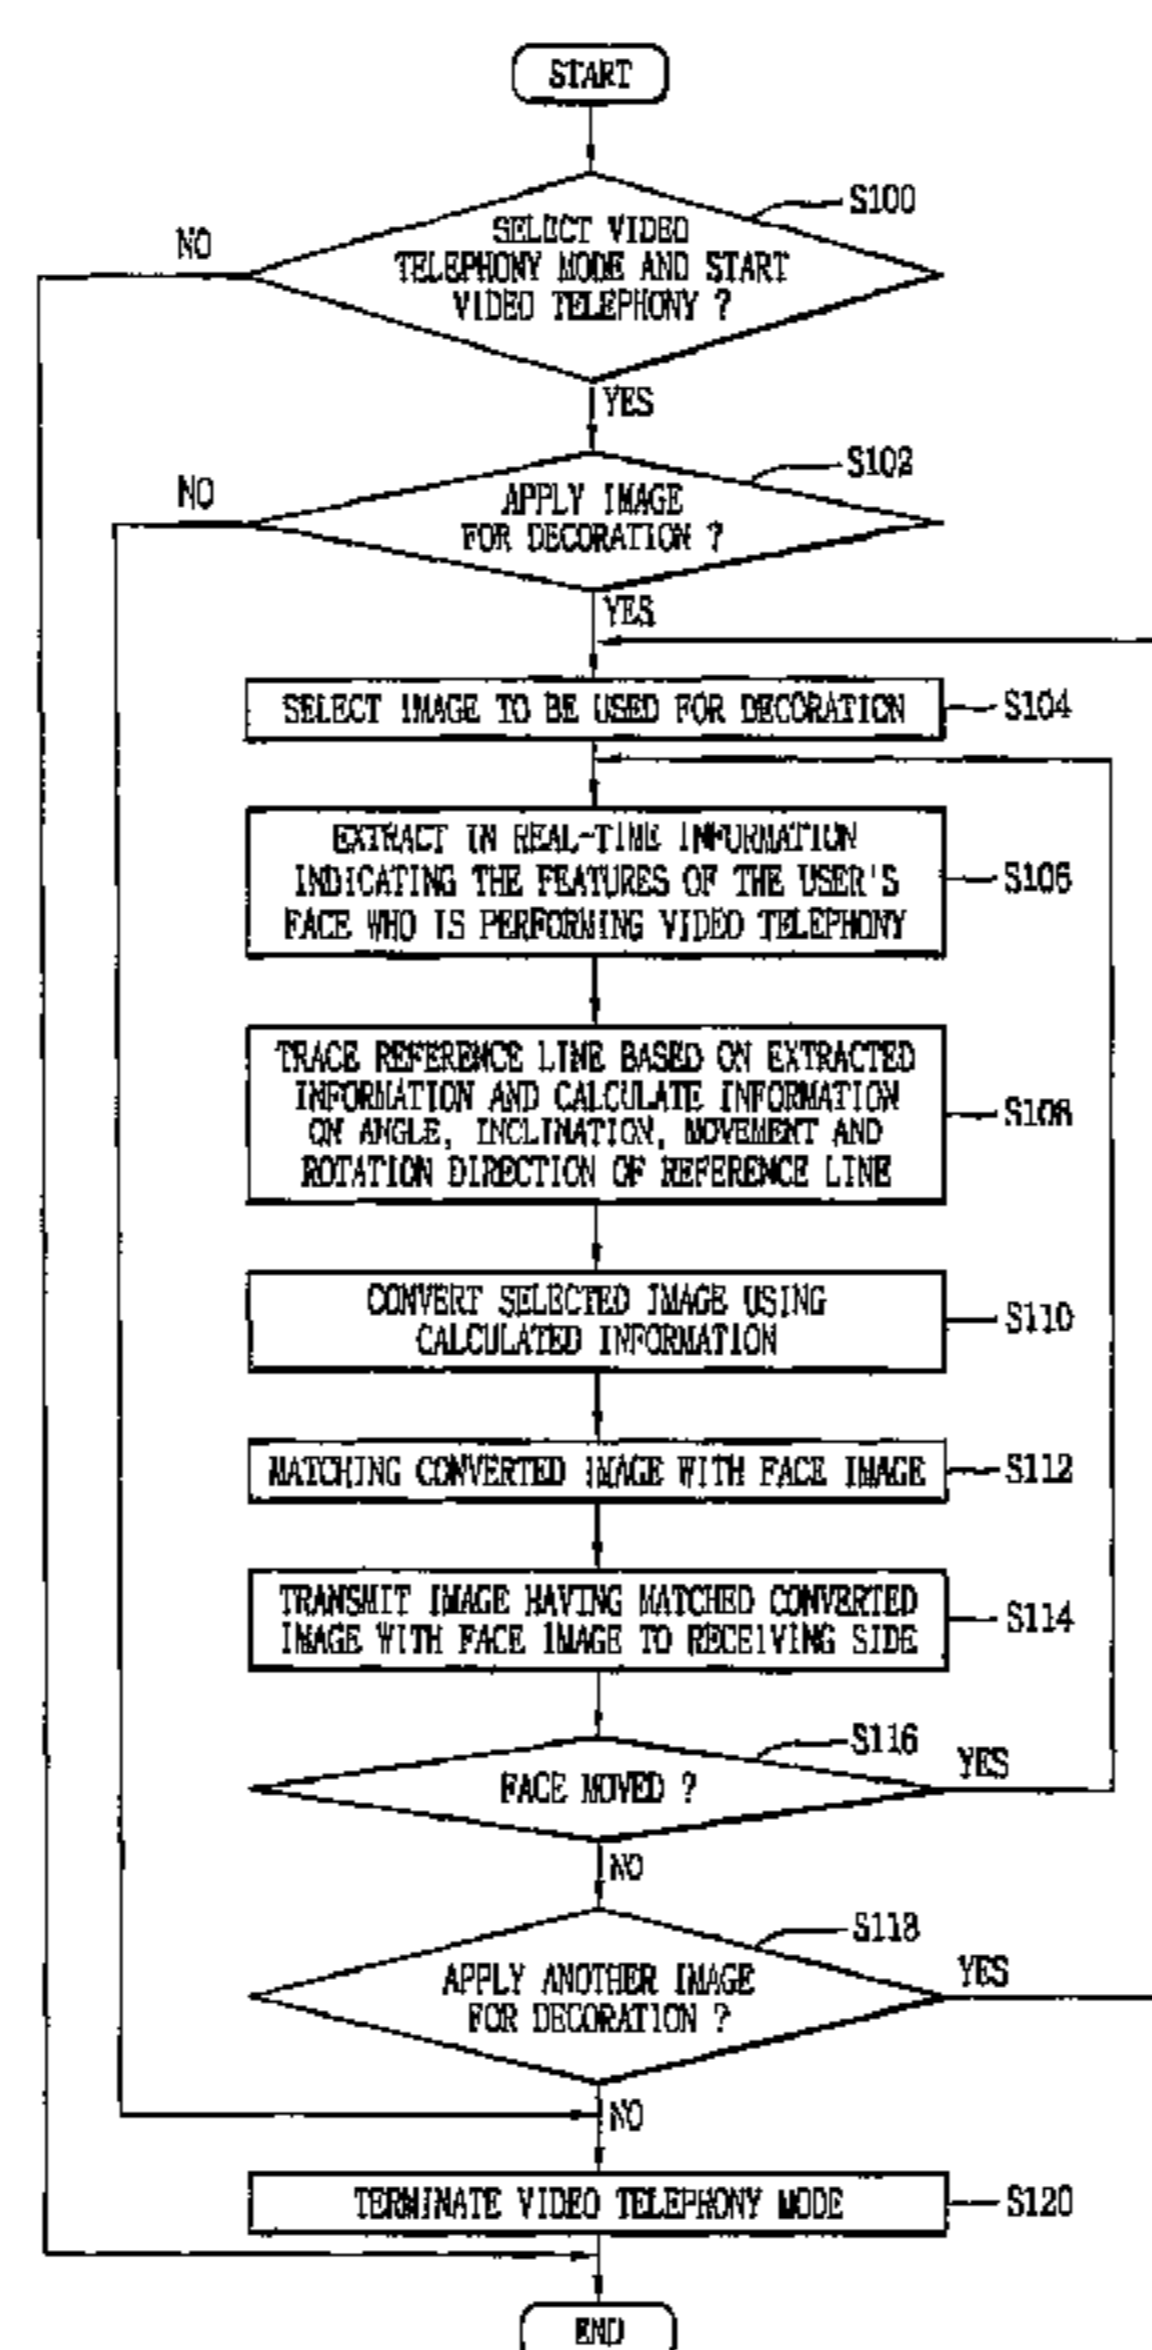 START
S100
NO
SELECT VIDEO
TELEPHONY MODE AND START
VIDEO TELEPHONY ?
YES
S102
NO
APPLY IMAGE
FOR DECORATION ?
YES
SELECT IMAGE TO BE USED FOR DECORATION
S104
EXTRACT IN REAL-TIME INFORMATION
INDICATING THE FEATURES OF THE USER'S
FACE WHO IS PERFORMING VIDEO TELEPHONY
S106
TRACE REFERENCE LINE BASED ON EXTRACTED
INFORMATION AND CALCULATE INFORMATION
ON ANGLE, INCLINATION, MOVEMENT AND
ROTATION DIRECTION OF REFERENCE LINE
S108
CONVERT SELECTED IMAGE USING
CALCULATED INFORMATION
S110
MATCHING CONVERTED IMAGE WITH FACE IMAGE
S112
TRANSMIT IMAGE HAVING MATCHED CONVERTED
IMAGE WITH FACE IMAGE TO RECEIVING SIDE
S114
S116
FACE MOVED ?
YES
NO
S118
APPLY ANOTHER IMAGE
FOR DECORATION ?
YES
NO
TERMINATE VIDEO TELEPHONY MODE
S120
END